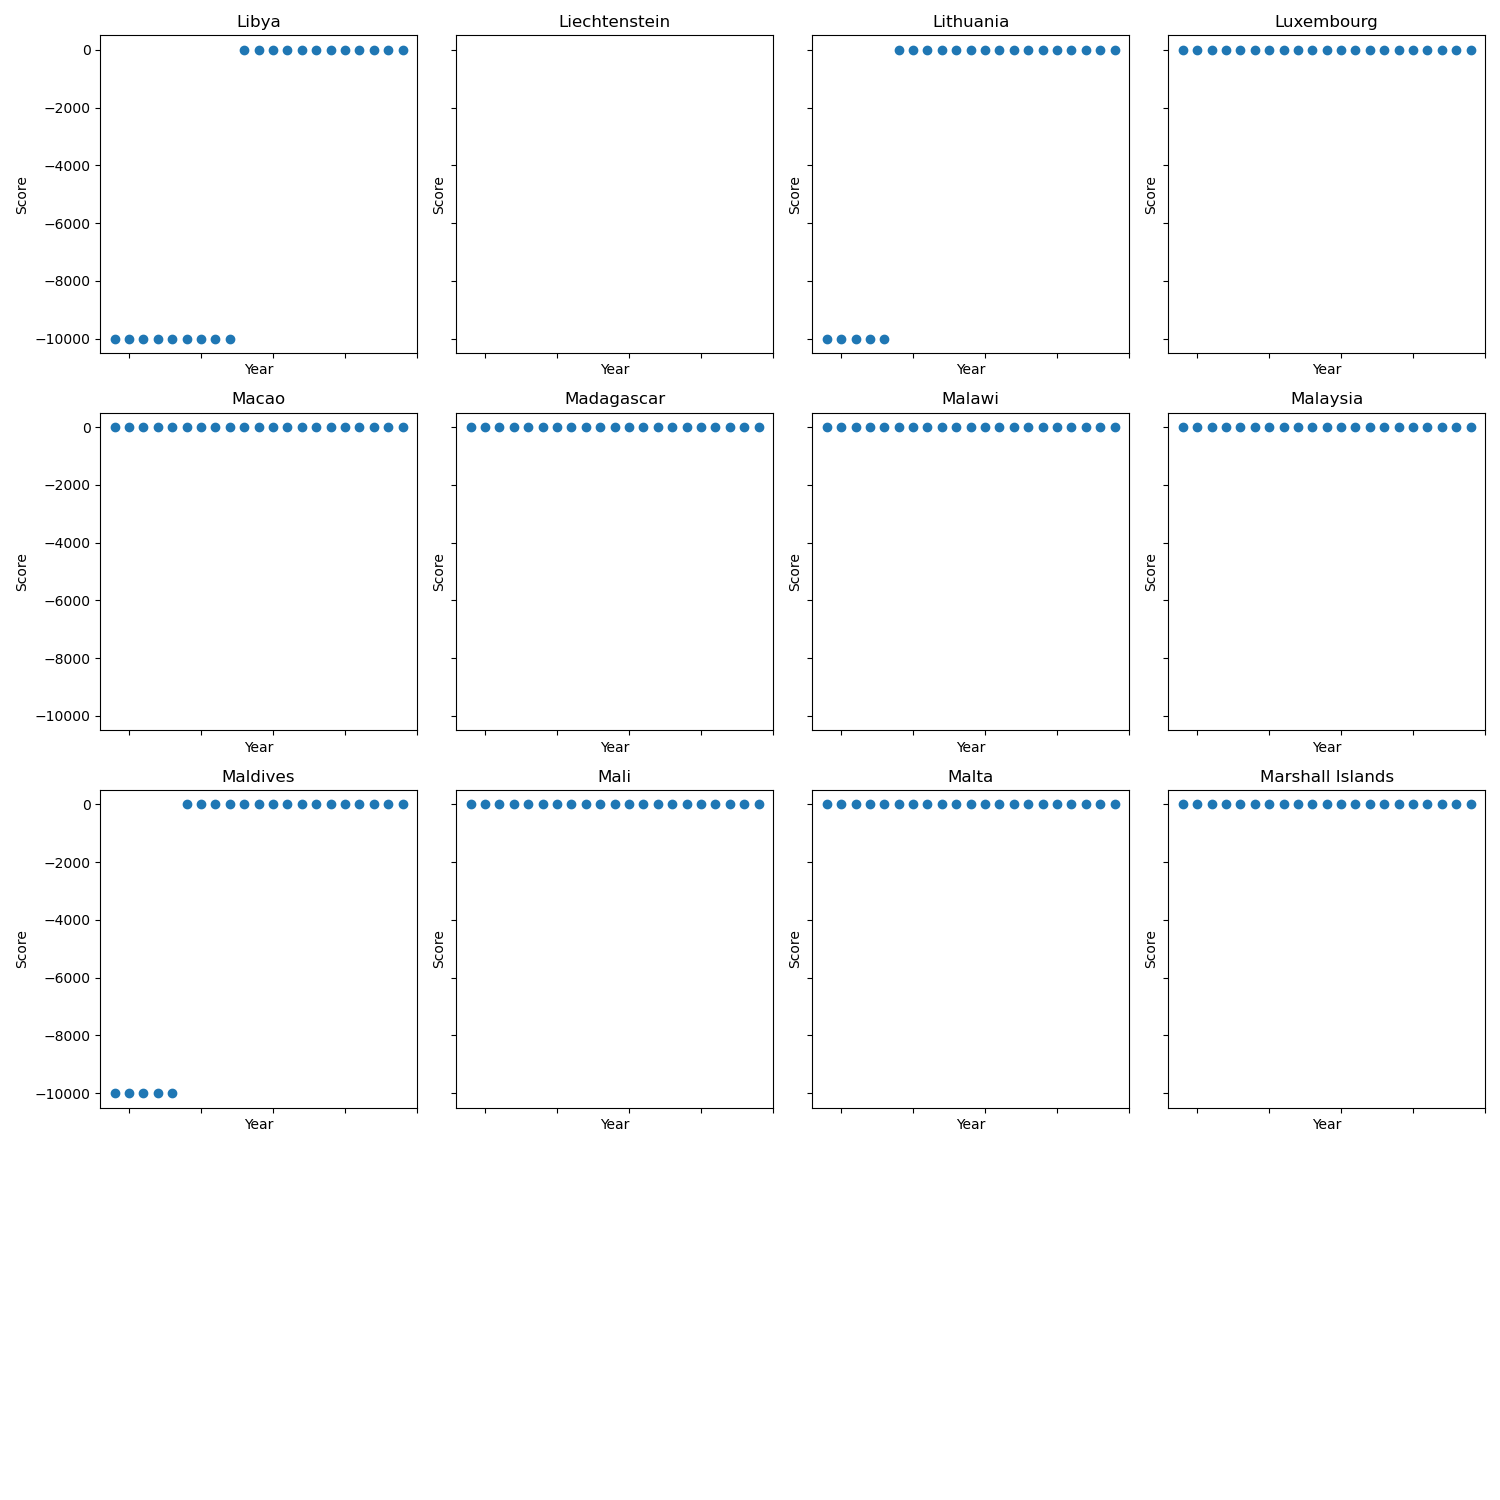 Libya Liechtenstein Lithuania Luxembourg
0
−2000
−4000
−6000
−8000
−10000
Score Score Score Score
Year Year Year Year
Macao Madagascar Malawi Malaysia
0
−2000
−4000
−6000
−8000
−10000
Score Score Score Score
Year Year Year Year
Maldives Mali Malta Marshall Islands
0
−2000
−4000
−6000
−8000
−10000
Score Score Score Score
Year Year Year Year